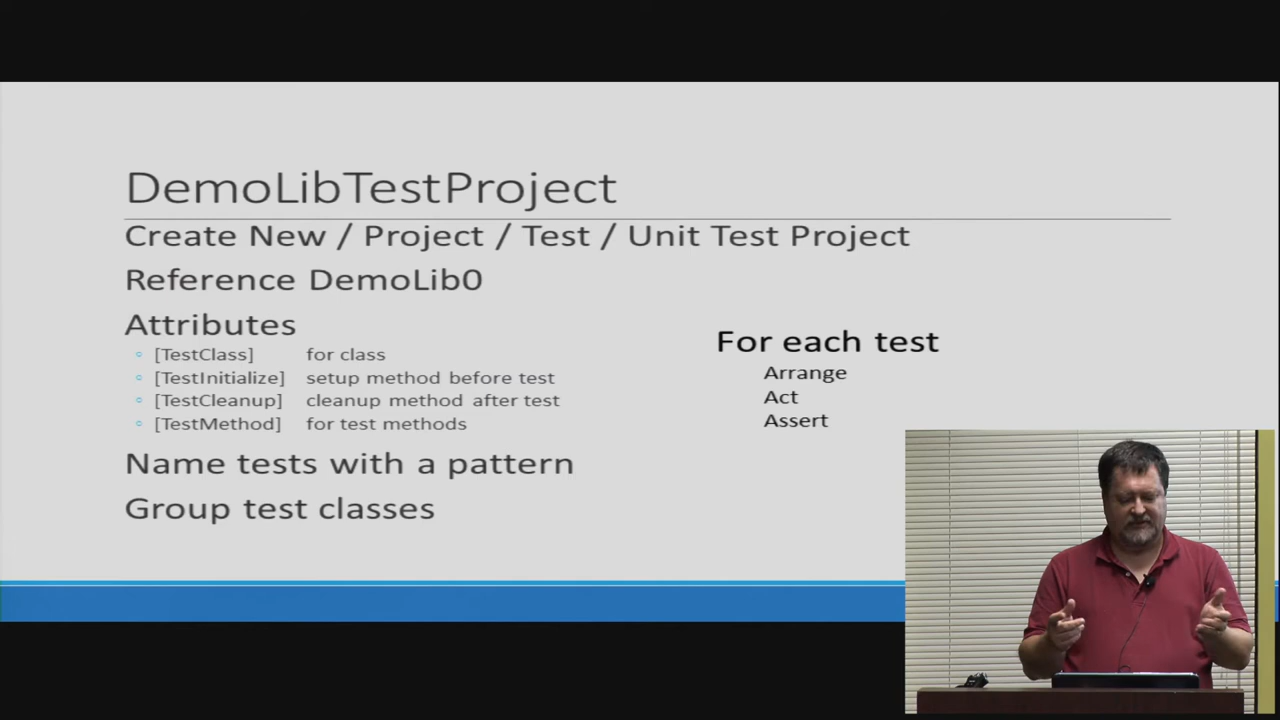 DemoLibTestProject
Create New / Project / Test / Unit Test Project
Reference DemoLib0
Attributes
[TestClass] for class
[TestInitialize] setup method before test
[TestCleanup] cleanup method after test
[TestMethod] for test methods
Name tests with a pattern
Group test classes
For each test
Arrange
Act
Assert